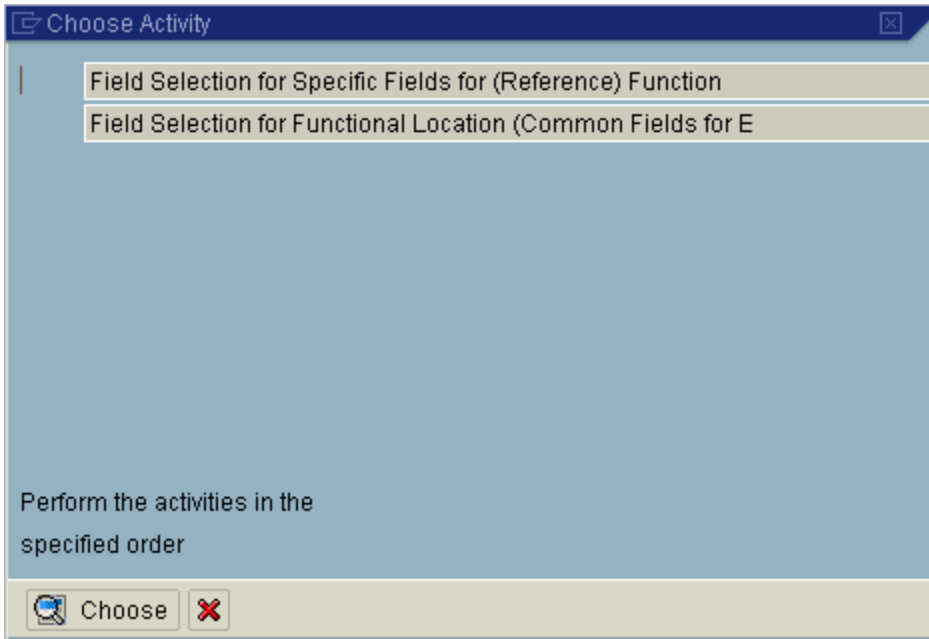 Choose Activity
Field Selection for Specific Fields for (Reference) Function
Field Selection for Functional Location (Common Fields for E
Perform the activities in the
specified order
Choose